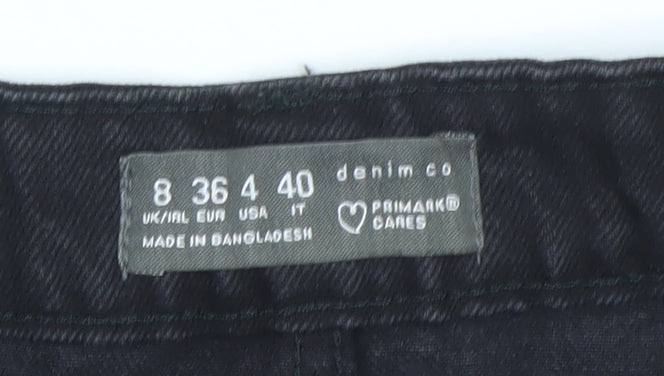 8 36 4 40
UK/IRL EUR USA IT
MADE IN BANGLADESH
denim co
PRIMARK®
CARES